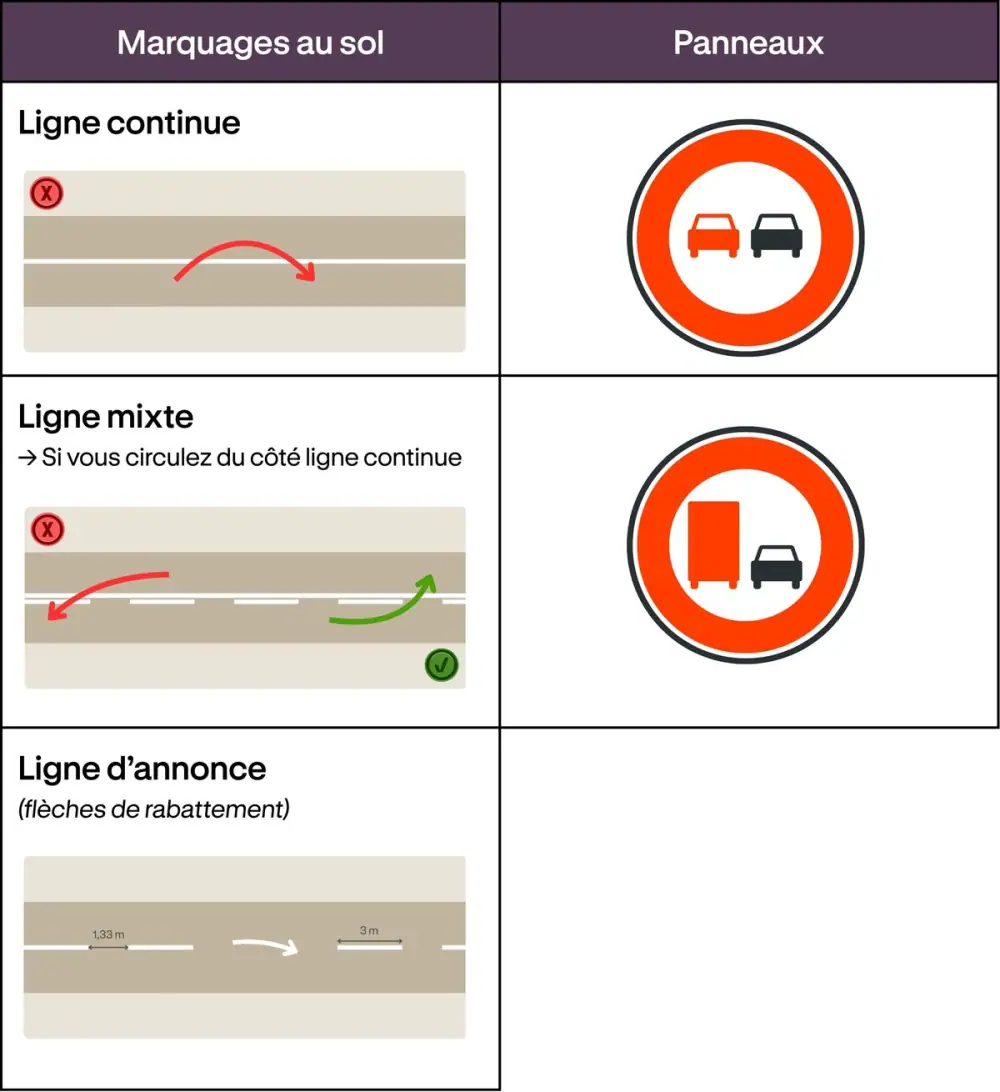 Marquages au sol
Panneaux
Ligne continue
X
Ligne mixte
→ Si vous circulez du côté ligne continue
X
✓
Ligne d’annonce
(flèches de rabattement)
1,33 m
3 m